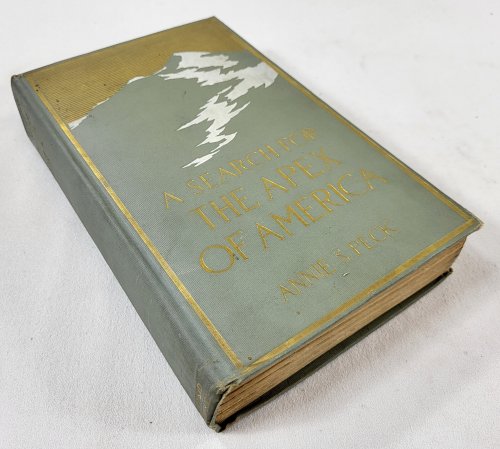 A SEARCH FOR
THE APEX
OF AMERICA
ANNIE S. PECK